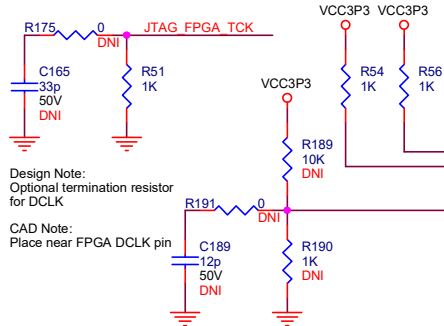 R175
0
DNI
JTAG_FPGA_TCK
VCC3P3
VCC3P3
C165
33p
50V
DNI
R51
1K
R54
1K
R56
1K
VCC3P3
R189
10K
DNI
Design Note:
Optional termination resistor
for DCLK
CAD Note:
Place near FPGA DCLK pin
R191
0
DNI
C189
12p
50V
DNI
R190
1K
DNI